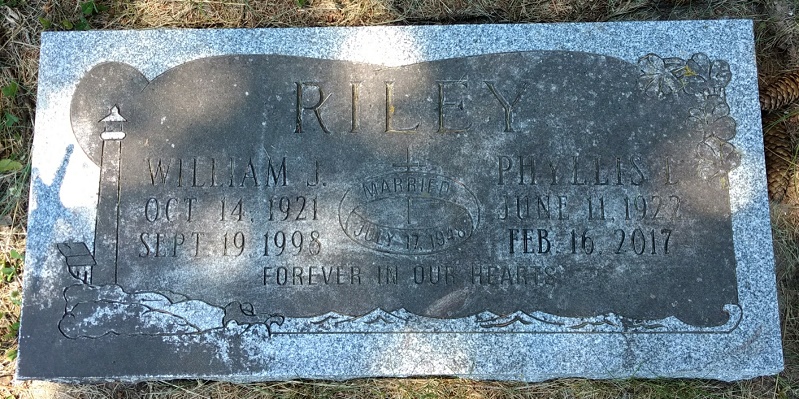 RILEY
WILLIAM J.
OCT 14, 1921
SEPT. 19, 1998
MARRIED
JULY 17, 1948
PHYLLIS
JUNE 11, 1922
FEB. 16, 2017
FOREVER IN OUR HEARTS